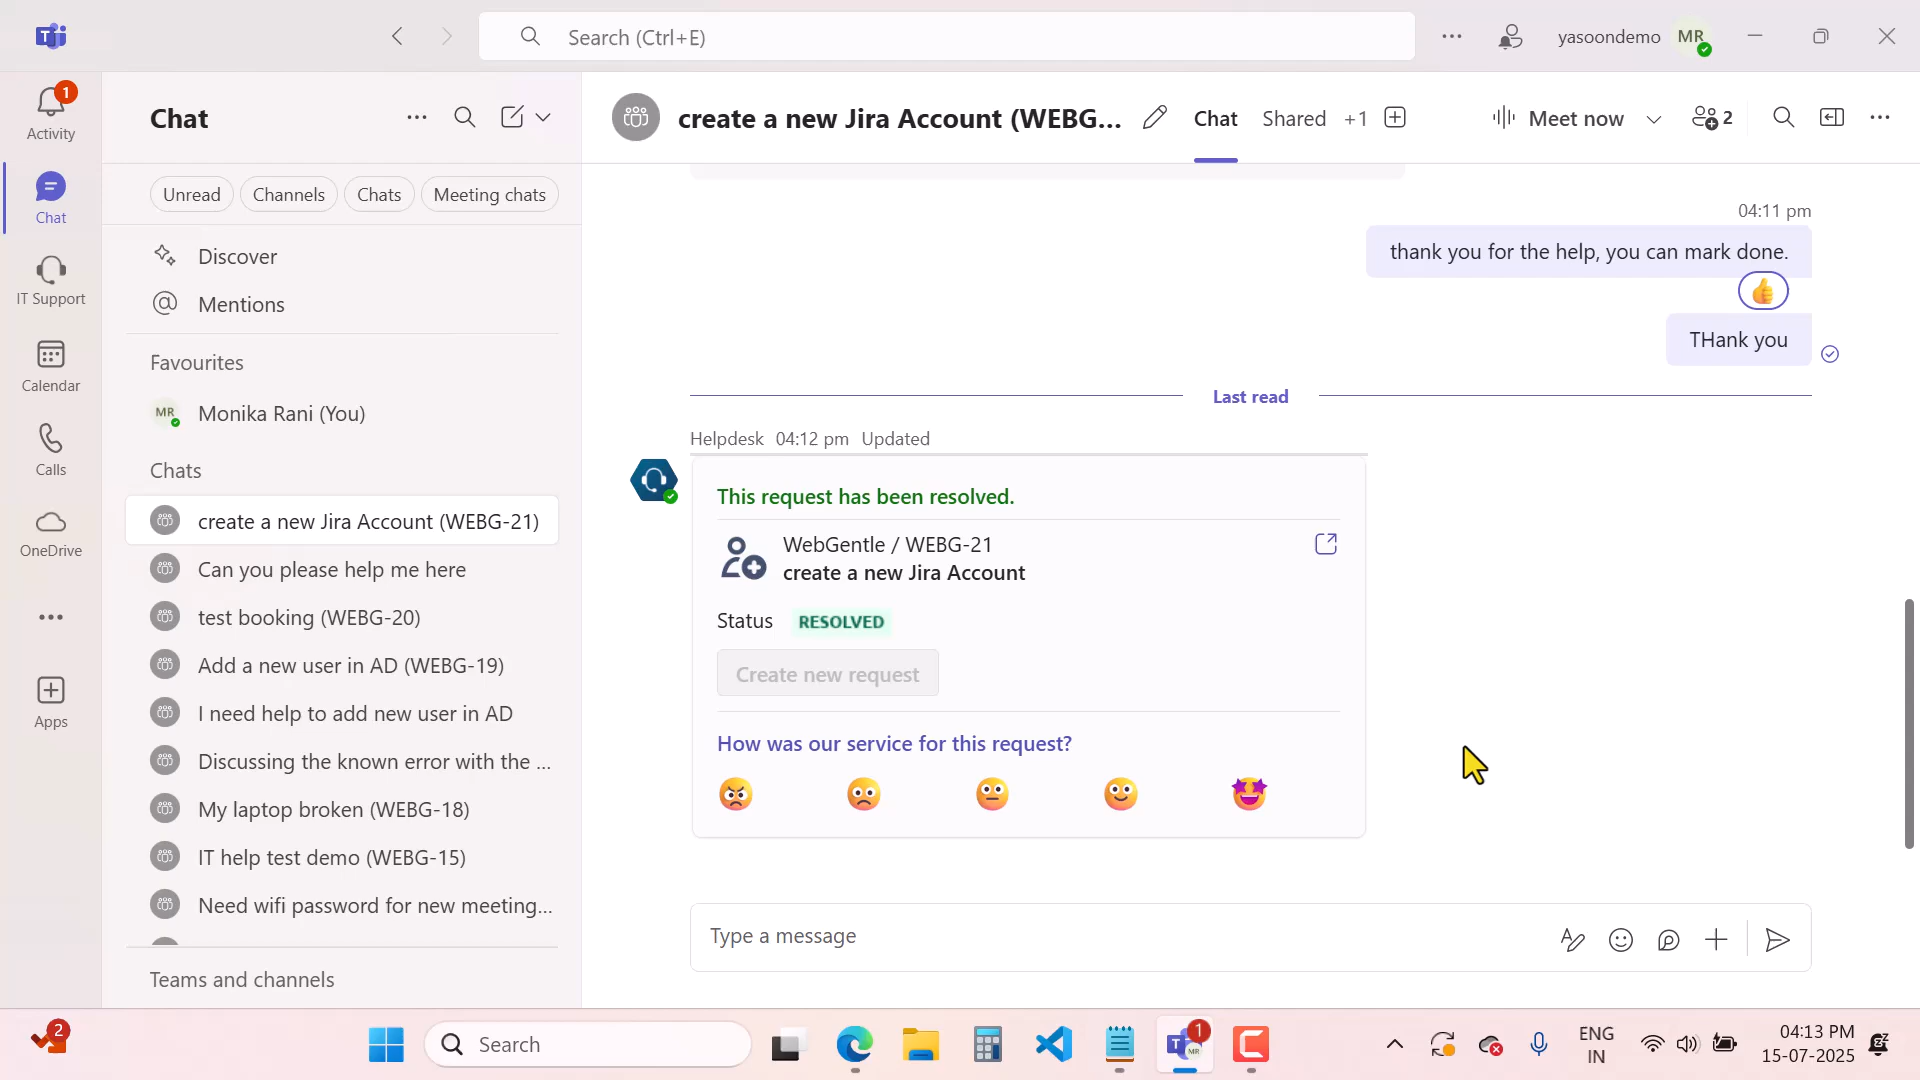 Search (Ctrl+E)
yasoondemo
MR
1
Activity
Chat
IT Support
Calendar
Calls
OneDrive
Apps
Chat
Unread
Channels
Chats
Meeting chats
Discover
Mentions
Favourites
MR
Monika Rani (You)
Chats
create a new Jira Account (WEBG-21)
Can you please help me here
test booking (WEBG-20)
Add a new user in AD (WEBG-19)
I need help to add new user in AD
Discussing the known error with the ...
My laptop broken (WEBG-18)
IT help test demo (WEBG-15)
Need wifi password for new meeting...
Teams and channels
create a new Jira Account (WEBG...
Chat
Shared
+1
Meet now
2
04:11 pm
thank you for the help, you can mark done.
THank you
Last read
Helpdesk 04:12 pm Updated
This request has been resolved.
WebGentle / WEBG-21
create a new Jira Account
Status RESOLVED
Create new request
How was our service for this request?
Type a message
2
Search
1
MR
ENG
IN
04:13 PM
15-07-2025